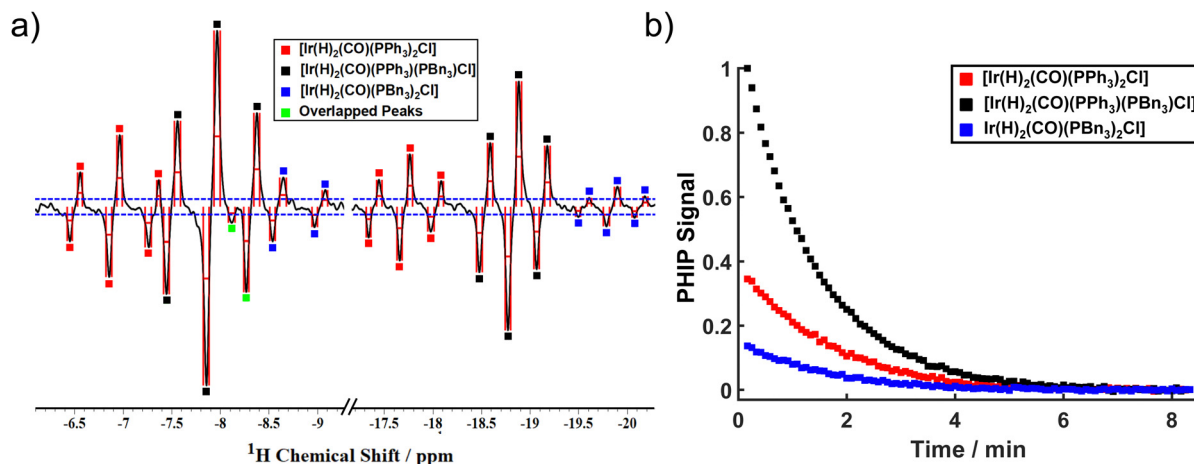 a)
[Ir(H)2(CO)(PPh3)2Cl]
[Ir(H)2(CO)(PPh3)(PBn3)Cl]
[Ir(H)2(CO)(PBn3)2Cl]
Overlapped Peaks
-6.5 -7 -7.5 -8 -8.5 -9 -17.5 -18 -18.5 -19 -19.5 -20
1H Chemical Shift / ppm
b)
[Ir(H)2(CO)(PPh3)2Cl]
[Ir(H)2(CO)(PPh3)(PBn3)Cl]
Ir(H)2(CO)(PBn3)2Cl]
PHIP Signal
1
0.8
0.6
0.4
0.2
0
0 2 4 6 8
Time / min